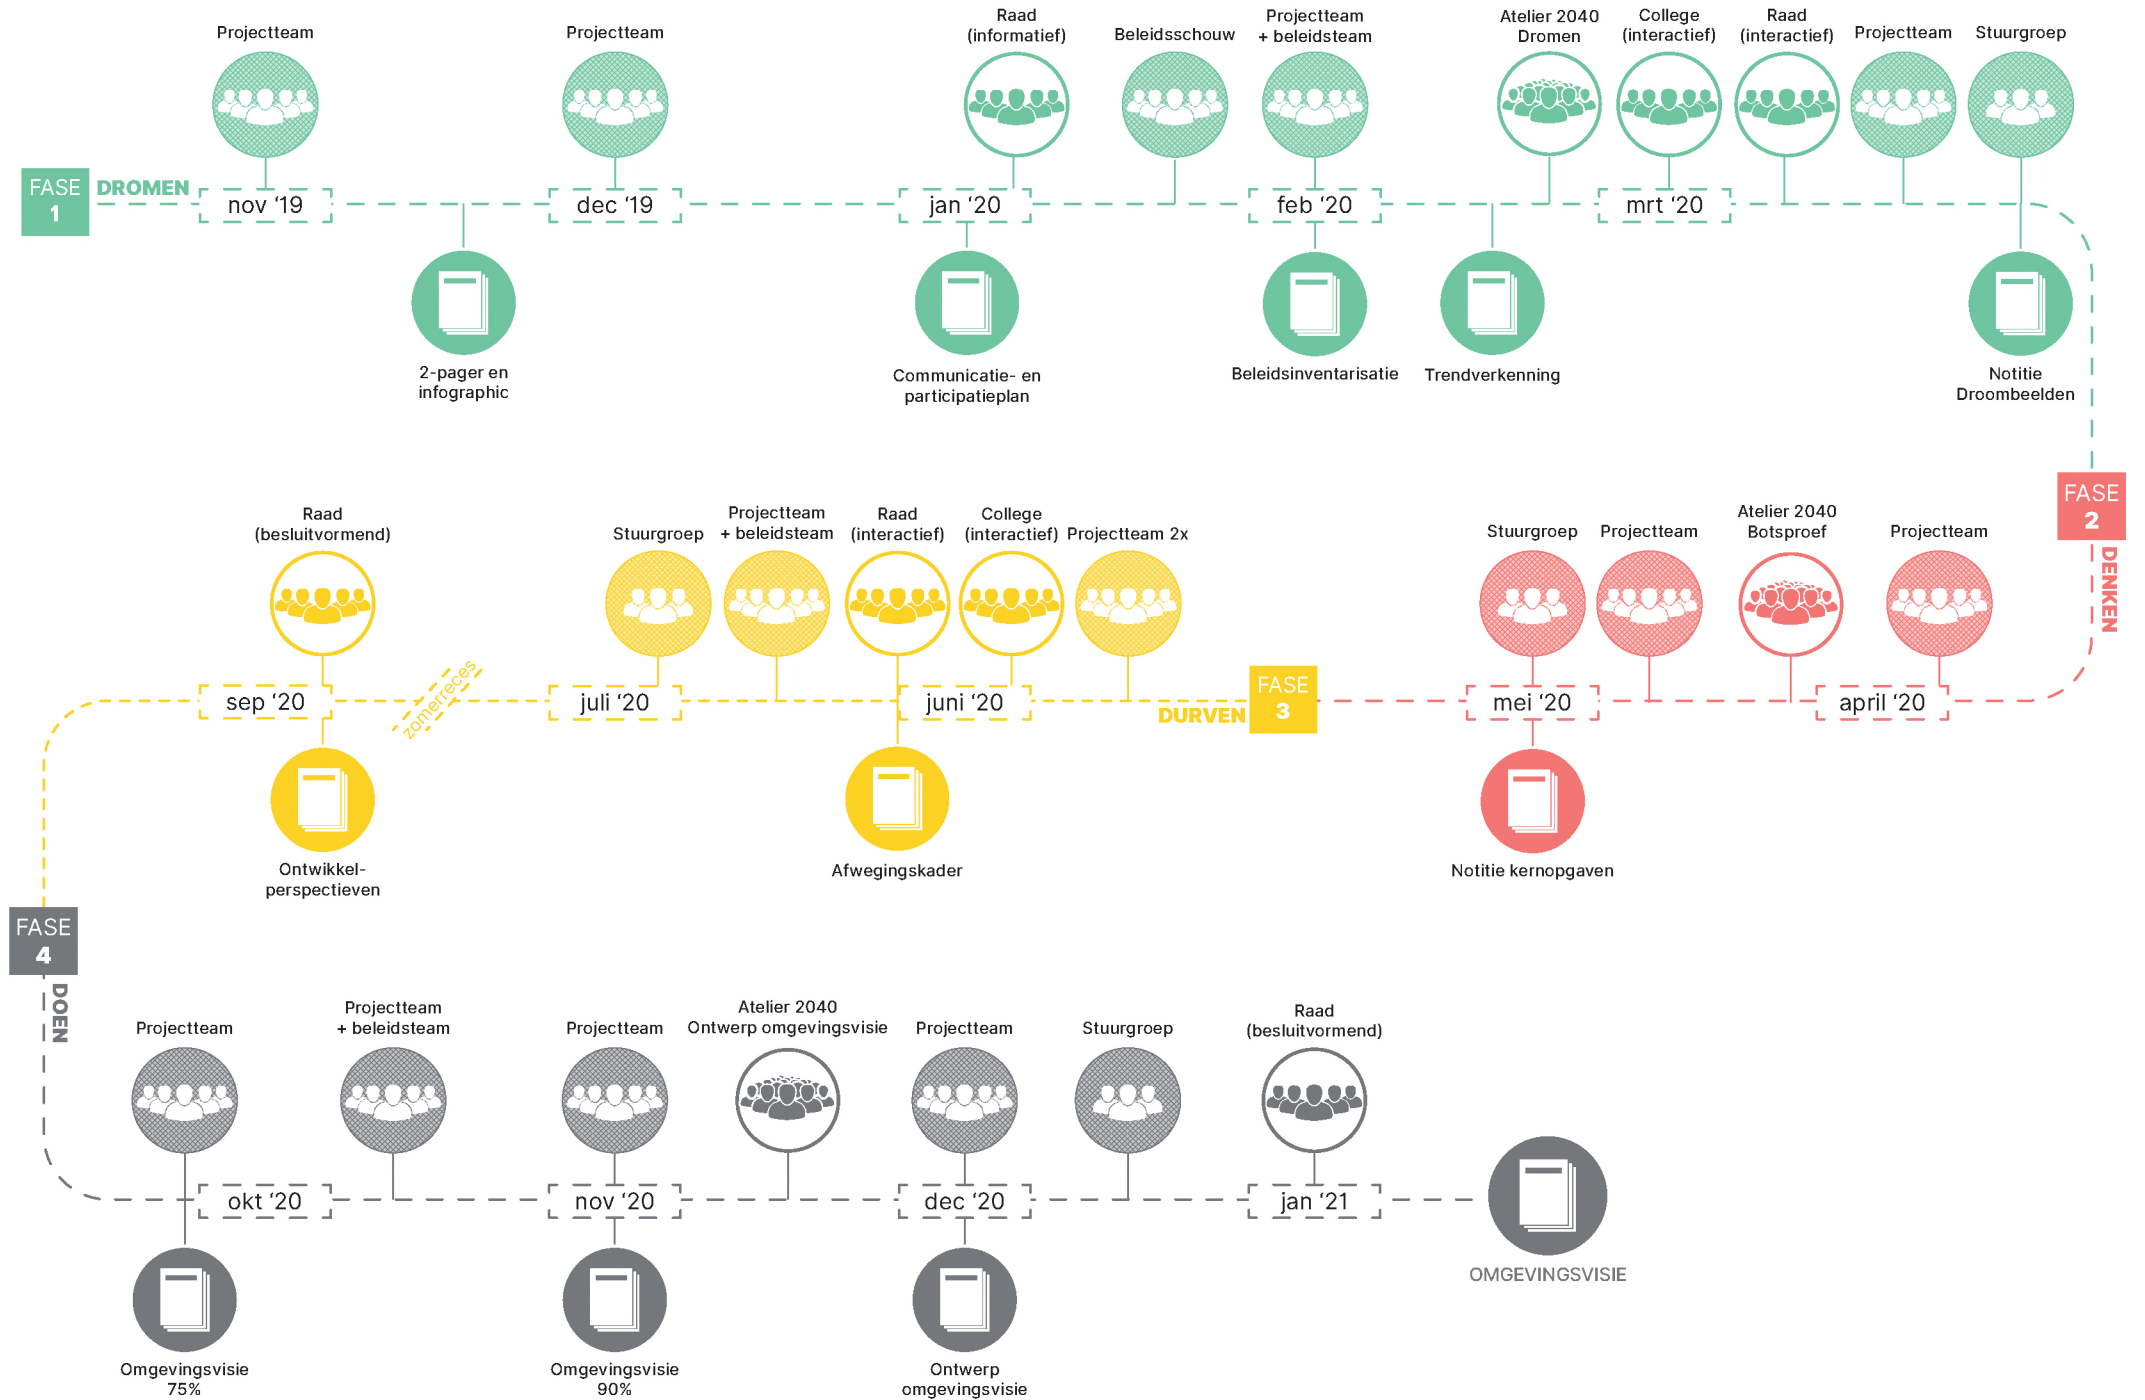 Projectteam
Projectteam
Raad
(informatief)
Beleidsschouw
Projectteam
+ beleidsteam
Atelier 2040
Dromen
College
(interactief)
Raad
(interactief)
Projectteam
Stuurgroep
FASE
1
DROMEN
nov ‘19
dec ‘19
jan ‘20
feb ‘20
mrt ‘20
2-pager en
infographic
Communicatie- en
participatieplan
Beleidsinventarisatie
Trendverkenning
Notitie
Droombeelden
FASE
2
DENKEN
Projectteam
Atelier 2040
Botsproef
Projectteam
Stuurgroep
april ‘20
mei ‘20
Notitie kernopgaven
FASE
3
DURVEN
Projectteam 2x
College
(interactief)
Raad
(interactief)
Projectteam
+ beleidsteam
Stuurgroep
Raad
(besluitvormend)
juni ‘20
juli ‘20
zomerreces
sep ‘20
Afwegingskader
Ontwikkel-
perspectieven
FASE
4
DOEN
Projectteam
Projectteam
+ beleidsteam
Projectteam
Atelier 2040
Ontwerp omgevingsvisie
Projectteam
Stuurgroep
Raad
(besluitvormend)
okt ‘20
nov ‘20
dec ‘20
jan ‘21
OMGEVINGSVISIE
Omgevingsvisie
75%
Omgevingsvisie
90%
Ontwerp
omgevingsvisie